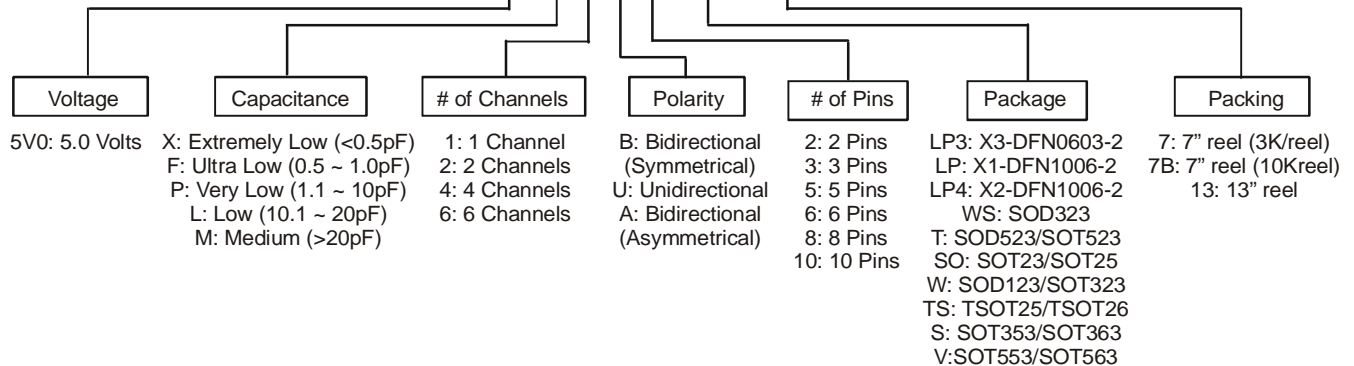 Voltage
Capacitance
# of Channels
Polarity
# of Pins
Package
Packing
5V0: 5.0 Volts
X: Extremely Low (<0.5pF)
F: Ultra Low (0.5 ~ 1.0pF)
P: Very Low (1.1 ~ 10pF)
L: Low (10.1 ~ 20pF)
M: Medium (>20pF)
1: 1 Channel
2: 2 Channels
4: 4 Channels
6: 6 Channels
B: Bidirectional
(Symmetrical)
U: Unidirectional
A: Bidirectional
(Asymmetrical)
2: 2 Pins
3: 3 Pins
5: 5 Pins
6: 6 Pins
8: 8 Pins
10: 10 Pins
LP3: X3-DFN0603-2
LP: X1-DFN1006-2
LP4: X2-DFN1006-2
WS: SOD323
T: SOD523/SOT523
SO: SOT23/SOT25
W: SOD123/SOT323
TS: TSOT25/TSOT26
S: SOT353/SOT363
V:SOT553/SOT563
7: 7” reel (3K/reel)
7B: 7” reel (10Kreel)
13: 13” reel